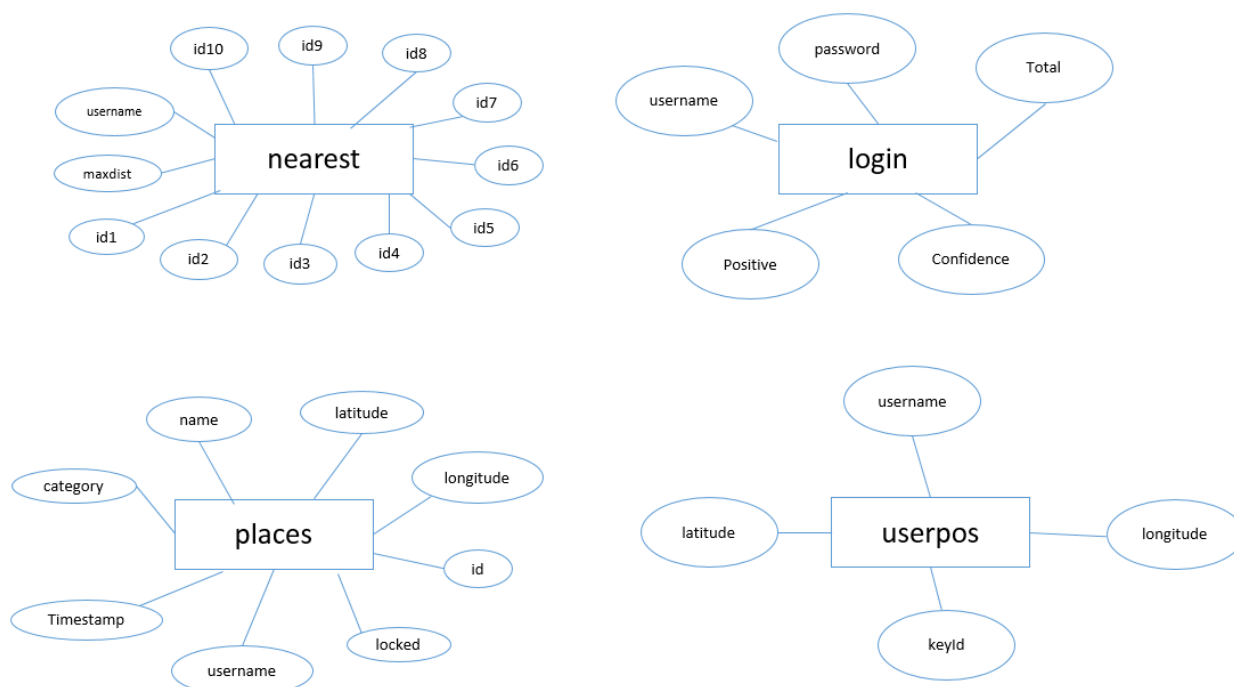 id10
id9
id8
username
id7
nearest
id6
maxdist
id1
id2
id3
id4
id5
password
Total
username
login
Positive
Confidence
name
latitude
category
longitude
places
id
Timestamp
locked
username
username
latitude
userpos
longitude
keyId